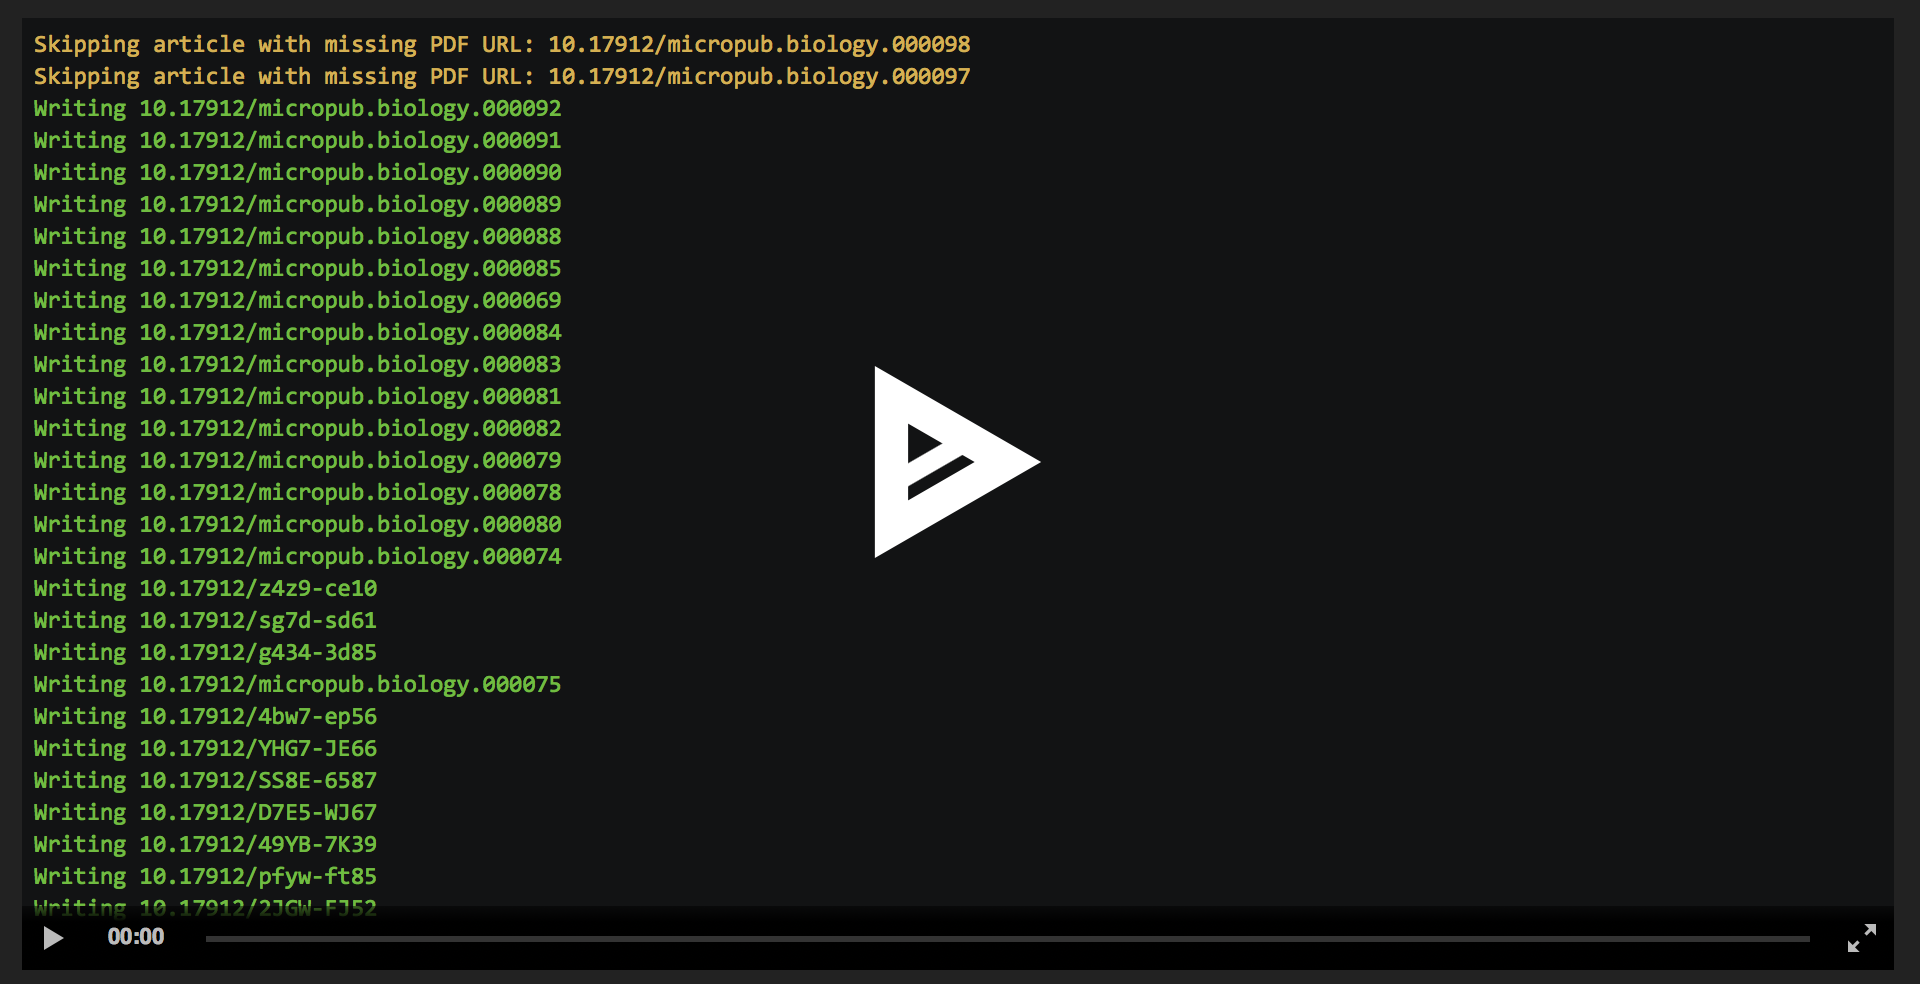 Skipping article with missing PDF URL: 10.17912/micropub.biology.000098
Skipping article with missing PDF URL: 10.17912/micropub.biology.000097
Writing 10.17912/micropub.biology.000092
Writing 10.17912/micropub.biology.000091
Writing 10.17912/micropub.biology.000090
Writing 10.17912/micropub.biology.000089
Writing 10.17912/micropub.biology.000088
Writing 10.17912/micropub.biology.000085
Writing 10.17912/micropub.biology.000069
Writing 10.17912/micropub.biology.000084
Writing 10.17912/micropub.biology.000083
Writing 10.17912/micropub.biology.000081
Writing 10.17912/micropub.biology.000082
Writing 10.17912/micropub.biology.000079
Writing 10.17912/micropub.biology.000078
Writing 10.17912/micropub.biology.000080
Writing 10.17912/micropub.biology.000074
Writing 10.17912/z4z9-ce10
Writing 10.17912/sg7d-sd61
Writing 10.17912/g434-3d85
Writing 10.17912/micropub.biology.000075
Writing 10.17912/4bw7-ep56
Writing 10.17912/YHG7-JE66
Writing 10.17912/SS8E-6587
Writing 10.17912/D7E5-WJ67
Writing 10.17912/49YB-7K39
Writing 10.17912/pfyw-ft85
Writing 10.17912/2JGW-FJ52
00:00